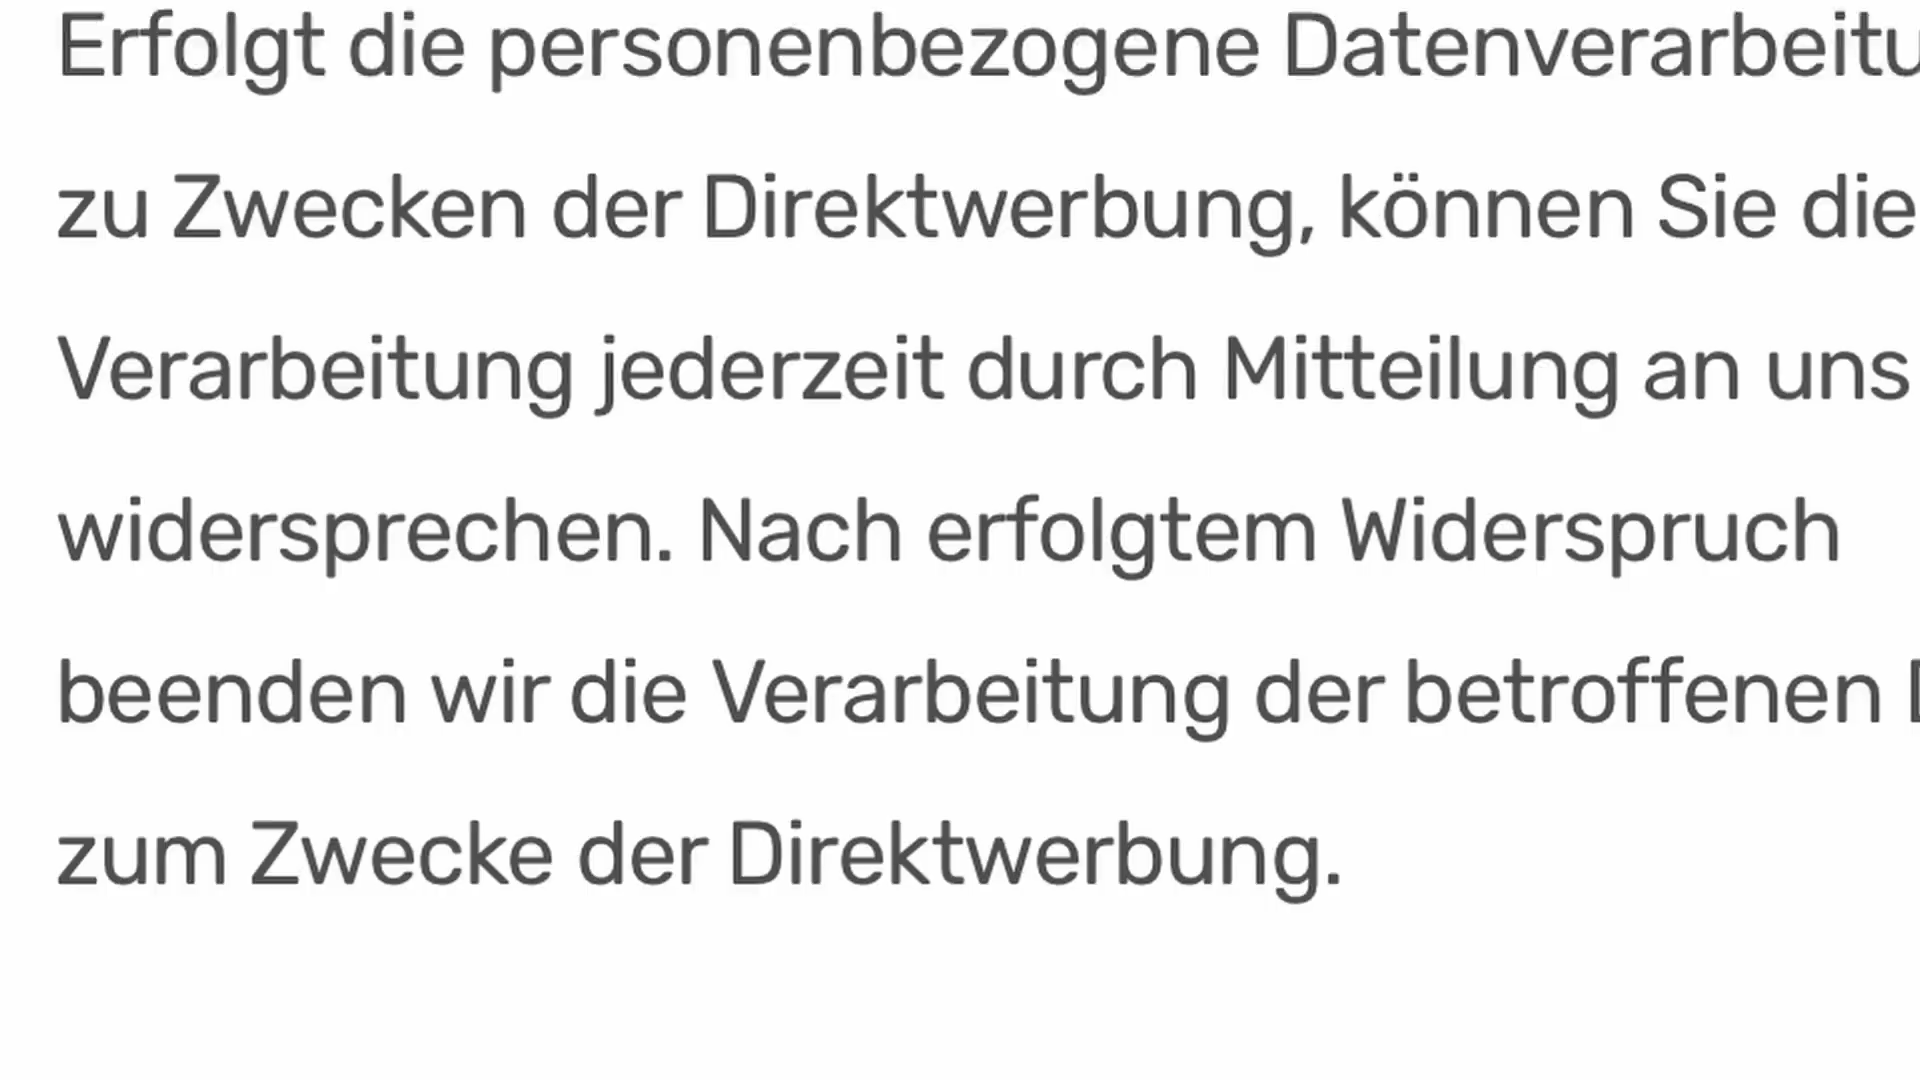 Erfolgt die personenbezogene Datenverarbeitu
zu Zwecken der Direktwerbung, können Sie die
Verarbeitung jederzeit durch Mitteilung an uns
widersprechen. Nach erfolgtem Widerspruch
beenden wir die Verarbeitung der betroffenen
zum Zwecke der Direktwerbung.